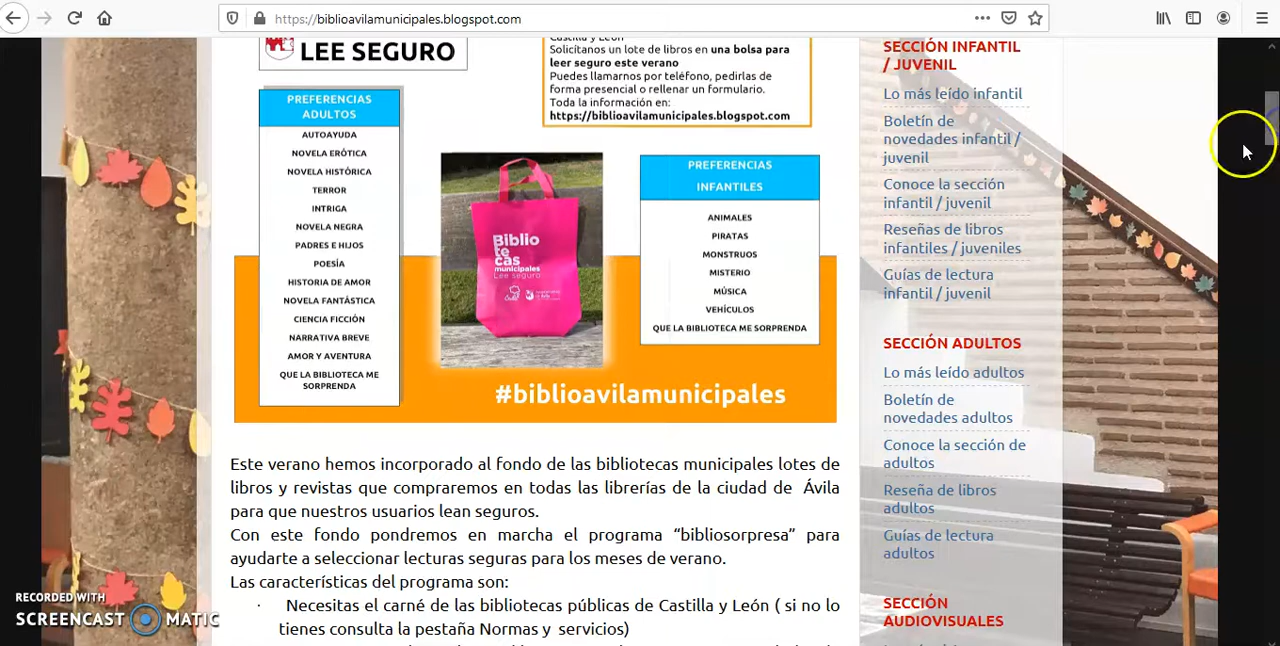 https://biblioavilamunicipales.blogspot.com
LEE SEGURO
Castilla y León
Solicítanos un lote de libros en una bolsa para
leer seguro este verano
Puedes llamarnos por teléfono, pedirlas de
forma presencial o rellenar un formulario.
Toda la información en:
https://biblioavilamunicipales.blogspot.com
PREFERENCIAS
ADULTOS
AUTOAYUDA
NOVELA ERÓTICA
NOVELA HISTÓRICA
TERROR
INTRIGA
NOVELA NEGRA
PADRES E HIJOS
POESÍA
HISTORIA DE AMOR
NOVELA FANTÁSTICA
CIENCIA FICCIÓN
NARRATIVA BREVE
AMOR Y AVENTURA
QUE LA BIBLIOTECA ME
SORPRENDA
Biblio
te
cas
municipales
Lee seguro
PREFERENCIAS
INFANTILES
ANIMALES
PIRATAS
MONSTRUOS
MISTERIO
MÚSICA
VEHÍCULOS
QUE LA BIBLIOTECA ME SORPRENDA
#biblioavilamunicipales
Este verano hemos incorporado al fondo de las bibliotecas municipales lotes de
libros y revistas que compraremos en todas las librerías de la ciudad de Ávila
para que nuestros usuarios lean seguros.
Con este fondo pondremos en marcha el programa “bibliosorpresa” para
ayudarte a seleccionar lecturas seguras para los meses de verano.
Las características del programa son:
· Necesitas el carné de las bibliotecas públicas de Castilla y León ( si no lo
tienes consulta la pestaña Normas y servicios)
SECCIÓN INFANTIL
/ JUVENIL
Lo más leído infantil
Boletín de
novedades infantil /
juvenil
Conoce la sección
infantil / juvenil
Reseñas de libros
infantiles / juveniles
Guías de lectura
infantil / juvenil
SECCIÓN ADULTOS
Lo más leído adultos
Boletín de
novedades adultos
Conoce la sección de
adultos
Reseña de libros
adultos
Guías de lectura
adultos
SECCIÓN
AUDIOVISUALES
RECORDED WITH
SCREENCAST MATIC